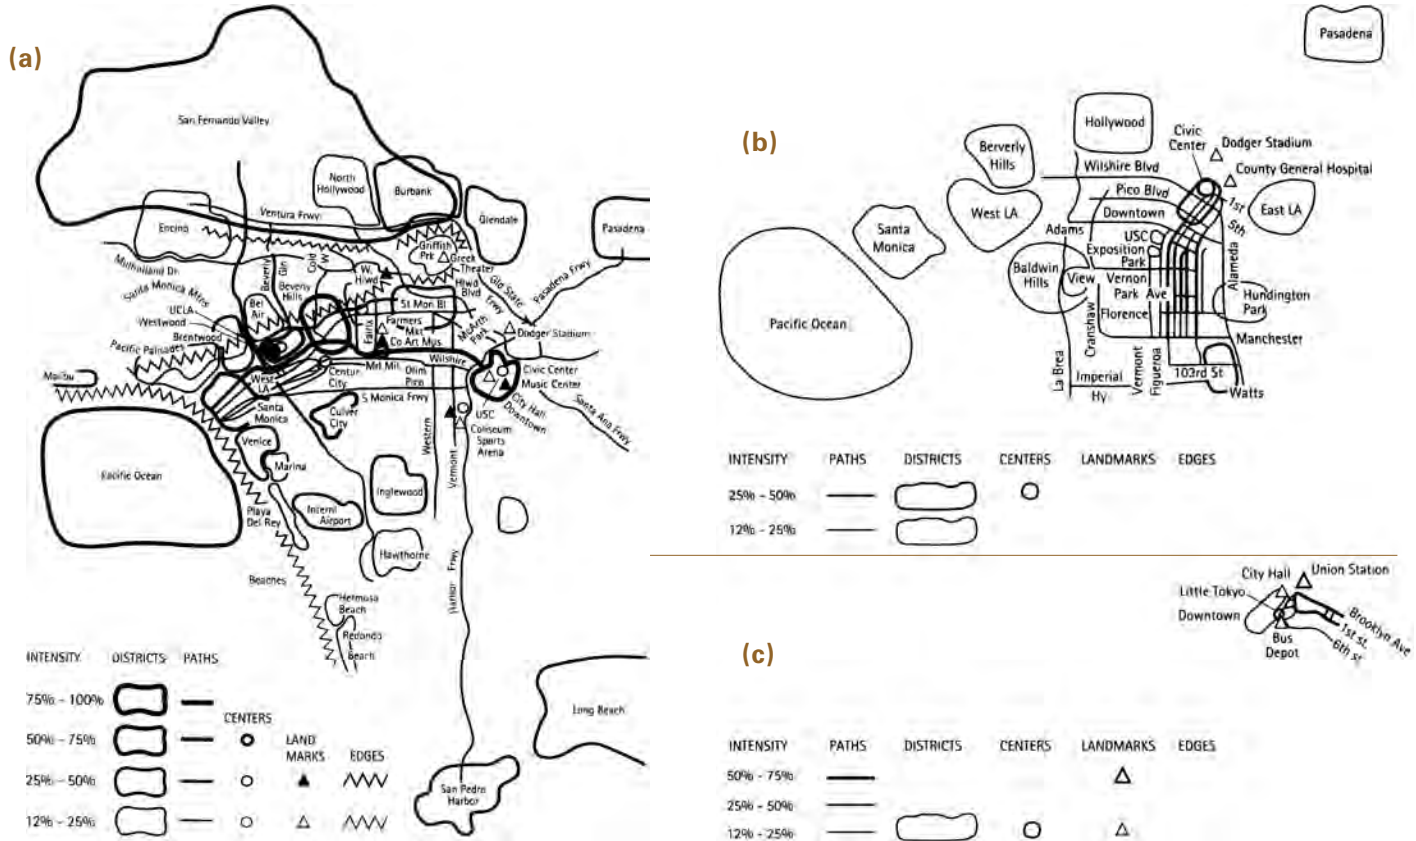 (a)
San Fernando Valley
North
Hollywood
Burbank
Glendale
Pasadena
Ventura Frwy.
Encino
Griffith
Prk
Greek
Theater
Mulhaland Dr.
Santa Monica Mtns
Beverly
Gln
Cold
W.
Beverly
Hills
W.
Hlwd
Hlwd
Blvd
Gld State
Frwy
Pasadena Frwy.
UCLA
Westwood
Brentwood
Bel
Air
St Mon Bl
Fairfx
Farmers
Mkt
Co Art Mus.
McArth
Park
Dodger Stadium
Pacific Palisades
Malibu
West
LA
Century
City
Mrl Mil.
Wilshire
Olim
Pico
Civic Center
Music Center
City Hall
Downtown
Santa Ana Frwy
Santa
Monica
S Monica Frwy
Culver
City
USC
Coliseum
Sports
Arena
Western
Vermont
Venice
Marina
Pacific Ocean
Playa
Del Rey
Internl
Airport
Inglewood
Hawthorne
Harbor Frwy
Beaches
Hermosa
Beach
Redondo
Beach
Long Beach
San Pedro
Harbor
INTENSITY DISTRICTS PATHS
75% - 100%
CENTERS
50% - 75%
LAND
MARKS EDGES
25% - 50%
12% - 25%
(b)
Pasadena
Hollywood
Civic
Center
Dodger Stadium
County General Hospital
Berverly
Hills
Wilshire Blvd
Pico Blvd
1st
5th
East LA
West LA
Downtown
Santa
Monica
Adams
USC
Exposition
Park
Alameda
Baldwin
Hills
View
Vernon
Park Ave
Hundington
Park
Pacific Ocean
Florence
Cranshaw
Manchester
La Brea
Vermont
Figueroa
103rd St
Imperial
Hy
Watts
INTENSITY PATHS DISTRICTS CENTERS LANDMARKS EDGES
25% - 50%
12% - 25%
(c)
City Hall
Union Station
Little Tokyo
Downtown
Brooklyn Ave
1st st.
6th st
Bus
Depot
INTENSITY PATHS DISTRICTS CENTERS LANDMARKS EDGES
50% - 75%
25% - 50%
12% - 25%